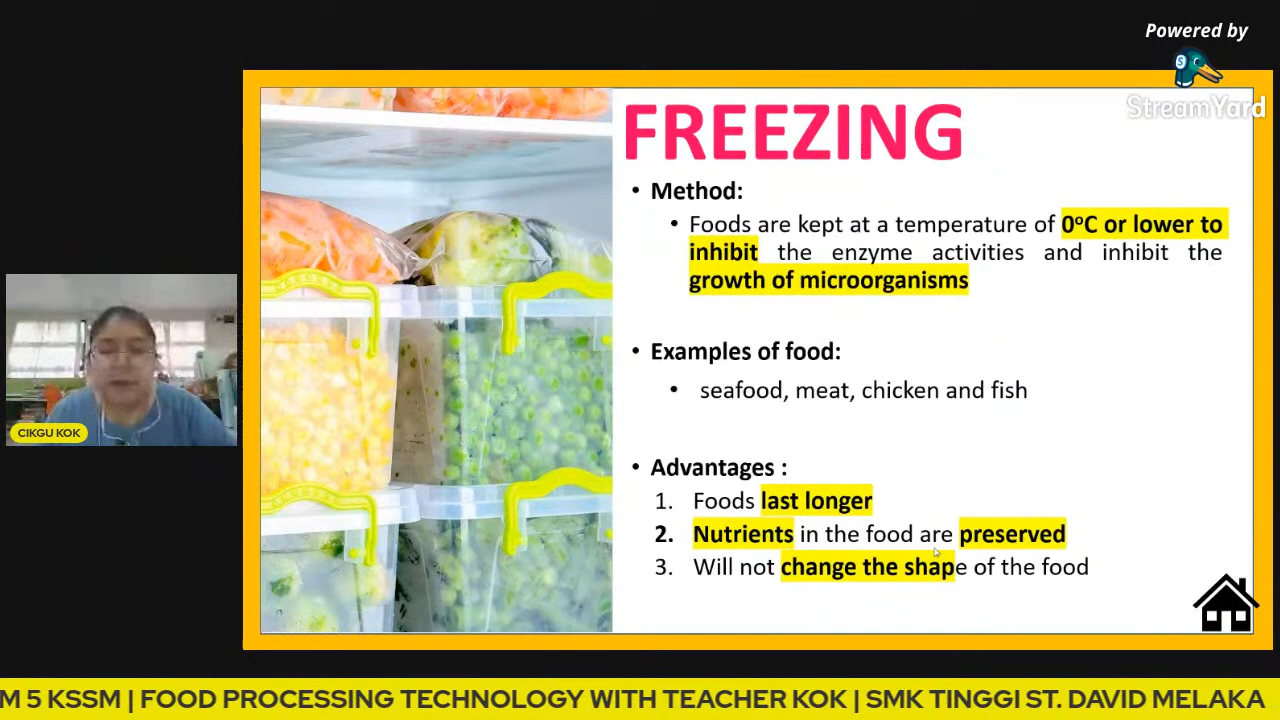 Powered by
StreamYard
FREEZING
• Method:
• Foods are kept at a temperature of 0°C or lower to
inhibit the enzyme activities and inhibit the
growth of microorganisms
• Examples of food:
• seafood, meat, chicken and fish
• Advantages :
1. Foods last longer
2. Nutrients in the food are preserved
3. Will not change the shape of the food
CIKGU KOK
M 5 KSSM | FOOD PROCESSING TECHNOLOGY WITH TEACHER KOK | SMK TINGGI ST. DAVID MELAKA